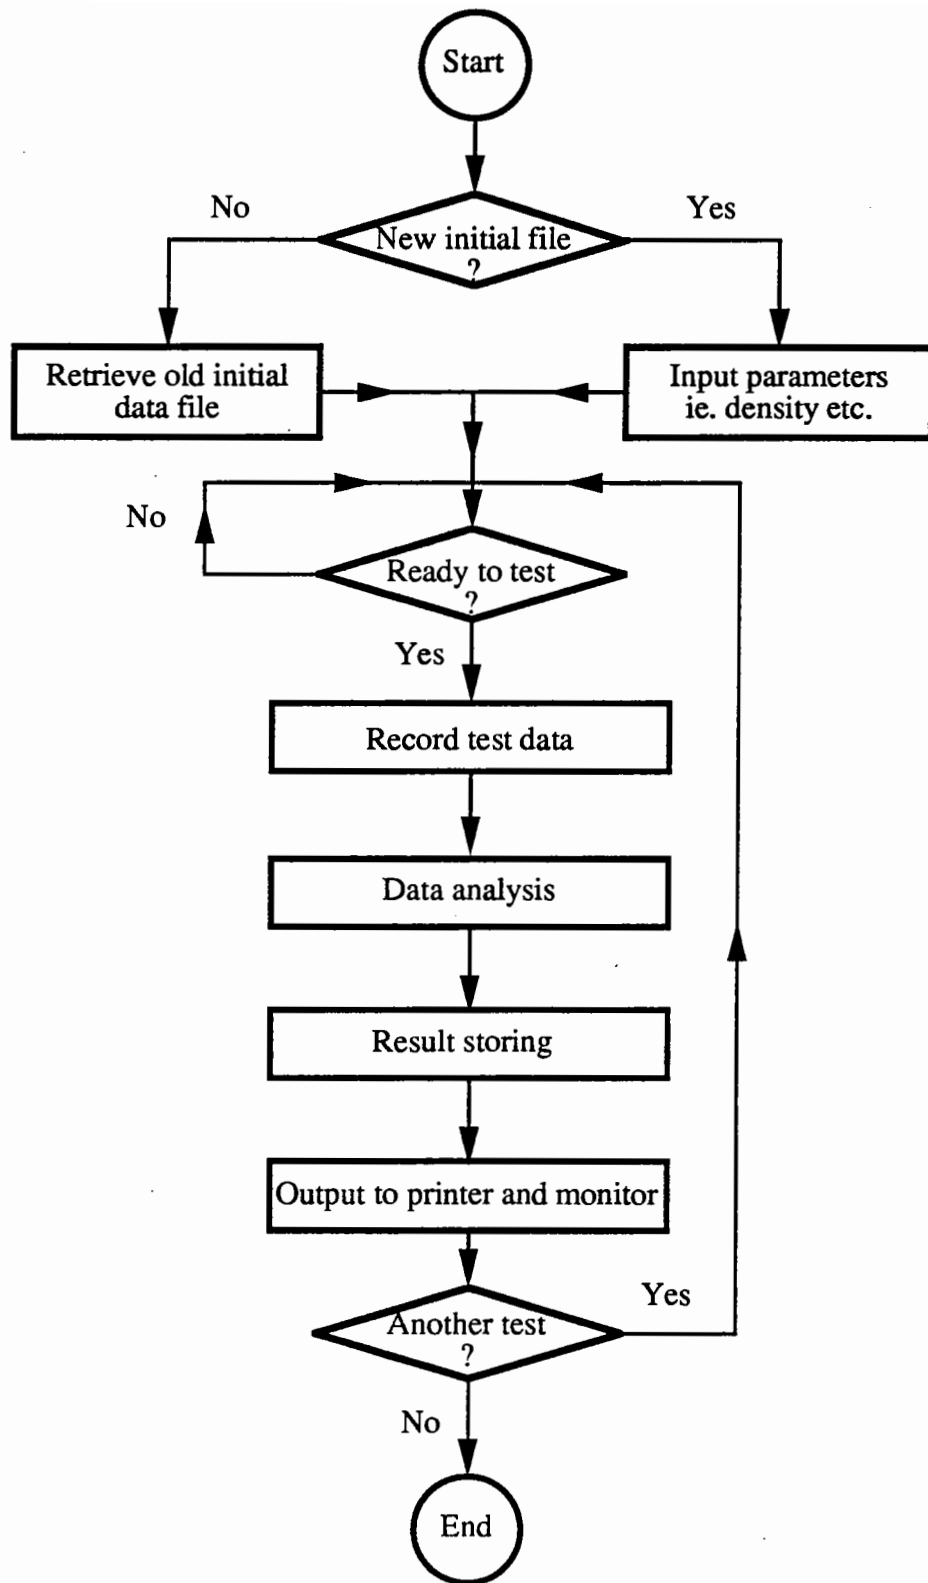 Start
No
Yes
New initial file
?
Retrieve old initial
data file
Input parameters
ie. density etc.
No
Ready to test
?
Yes
Record test data
Data analysis
Result storing
Output to printer and monitor
Another test
?
Yes
No
End